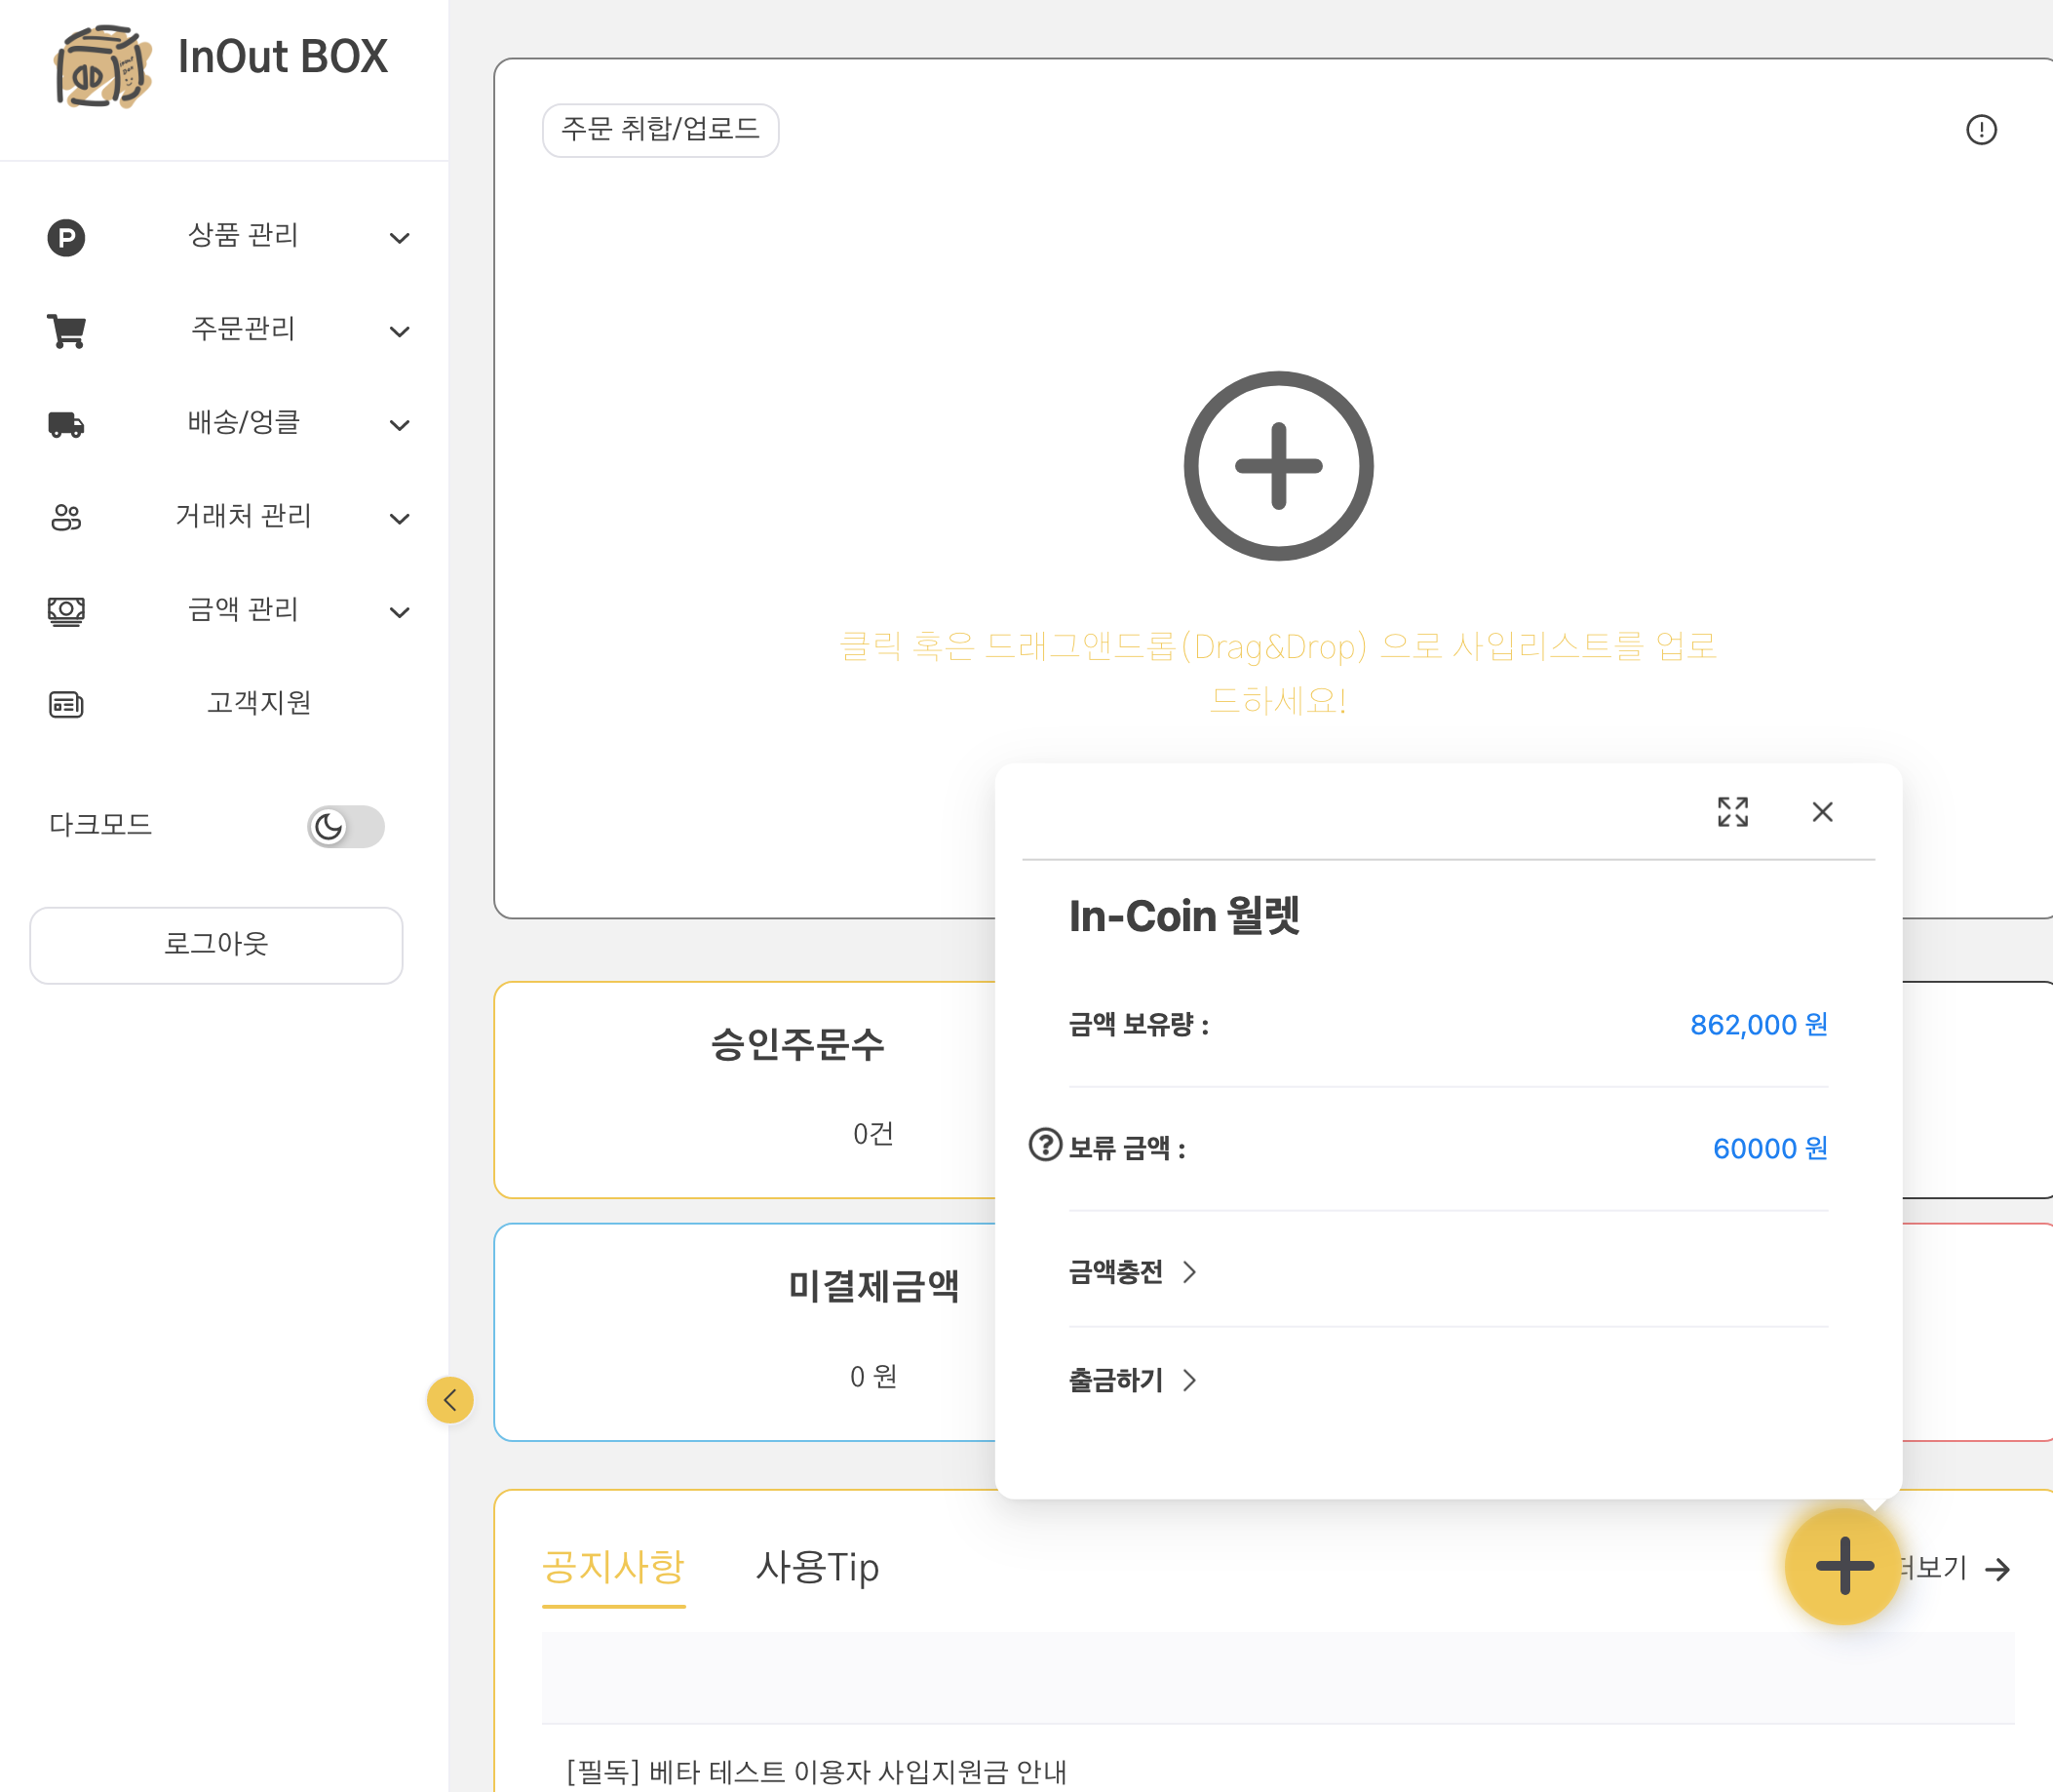 InOut BOX
상품 관리
주문관리
배송/엉클
거래처 관리
금액 관리
고객지원
다크모드
로그아웃
주문 취합/업로드
클릭 혹은 드래그앤드롭(Drag&Drop) 으로 사입리스트를 업로
드하세요!
승인주문수
0건
미결제금액
0 원
In-Coin 월렛
금액 보유량 : 862,000 원
보류 금액 : 60000 원
금액충전
출금하기
공지사항 사용Tip
[필독] 베타 테스트 이용자 사입지원금 안내